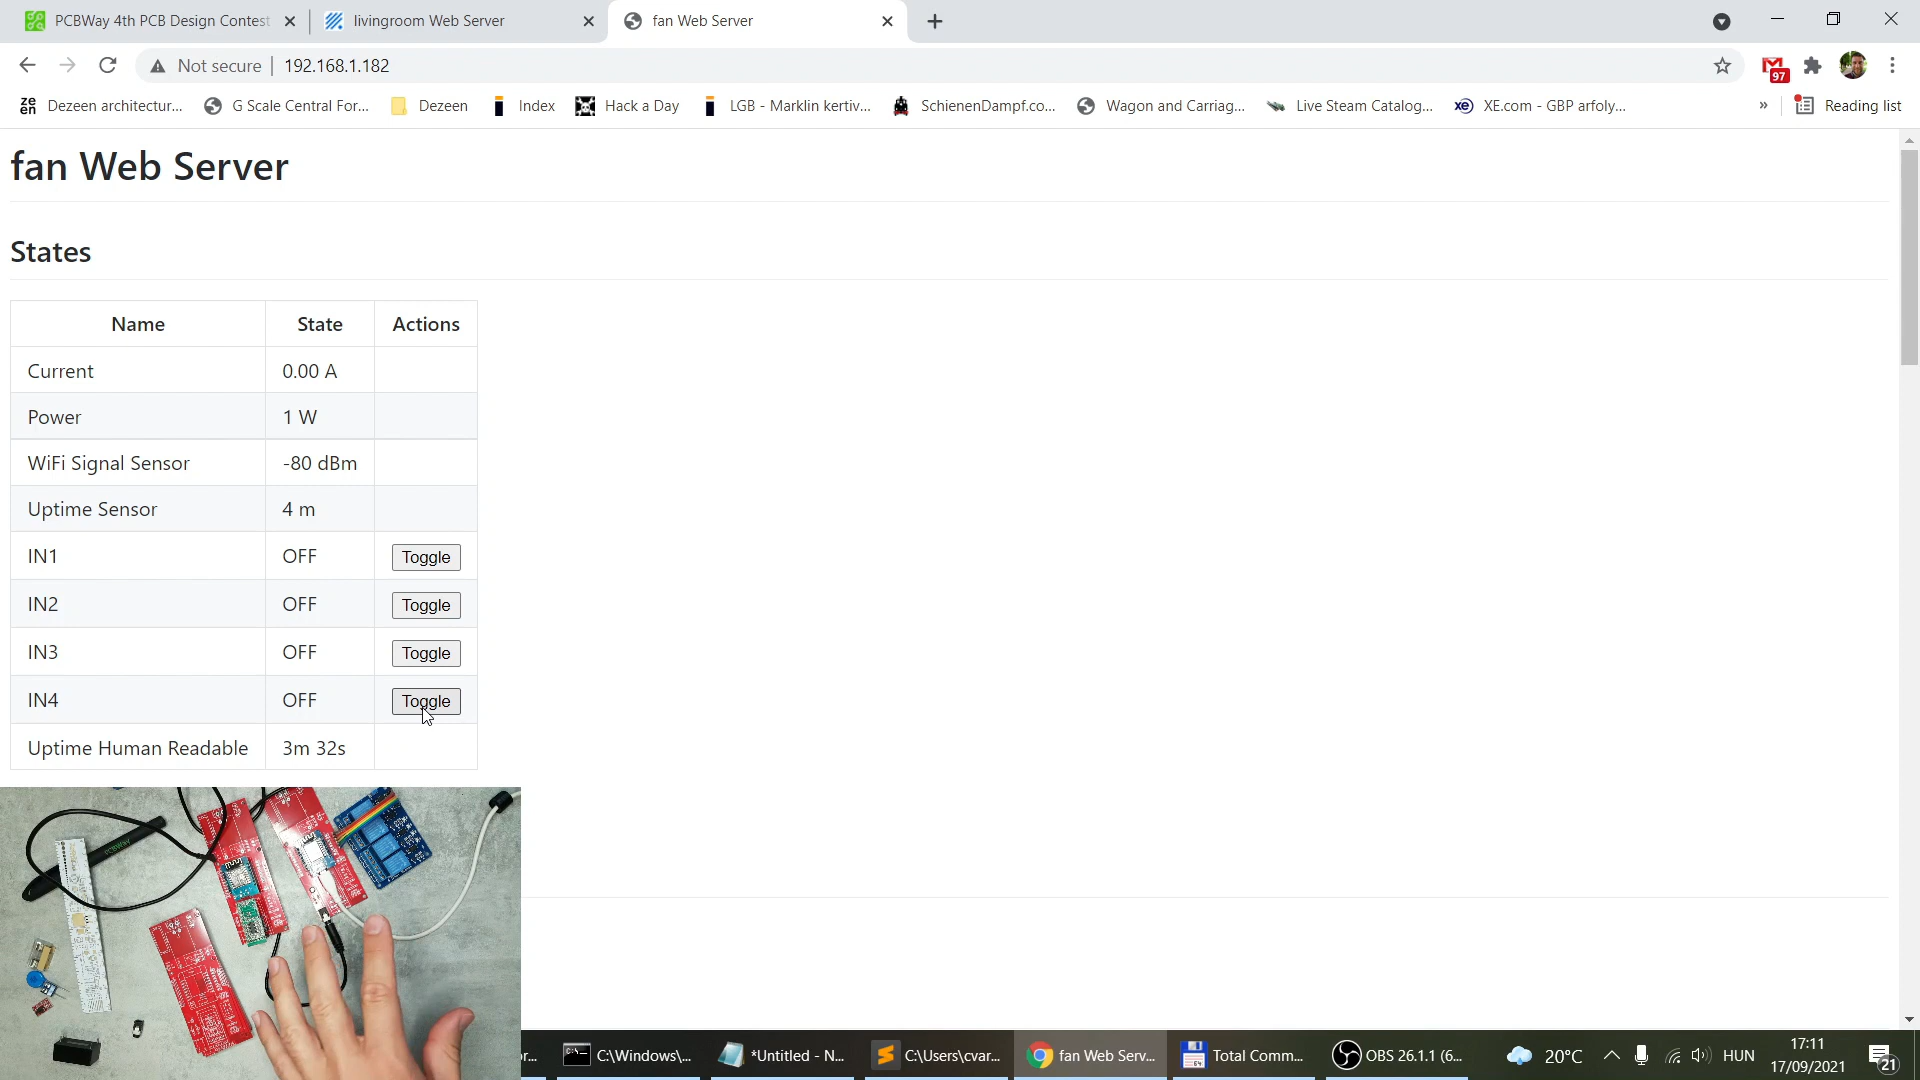 PCBWay 4th PCB Design Contest
livingroom Web Server
fan Web Server
Not secure
192.168.1.182
97
Dezeen architectur...
G Scale Central For...
Dezeen
Index
Hack a Day
LGB - Marklin kertiv...
SchienenDampf.co...
Wagon and Carriag...
Live Steam Catalog...
XE.com - GBP arfoly...
»
Reading list
fan Web Server
States
Name State Actions
Current 0.00 A
Power 1 W
WiFi Signal Sensor -80 dBm
Uptime Sensor 4 m
IN1 OFF Toggle
IN2 OFF Toggle
IN3 OFF Toggle
IN4 OFF Toggle
Uptime Human Readable 3m 32s
PCBWay
r...
C:\Windows\...
*Untitled - N...
C:\Users\cvar...
fan Web Serv...
Total Comm...
OBS 26.1.1 (6...
20°C
HUN
17:11
17/09/2021
21